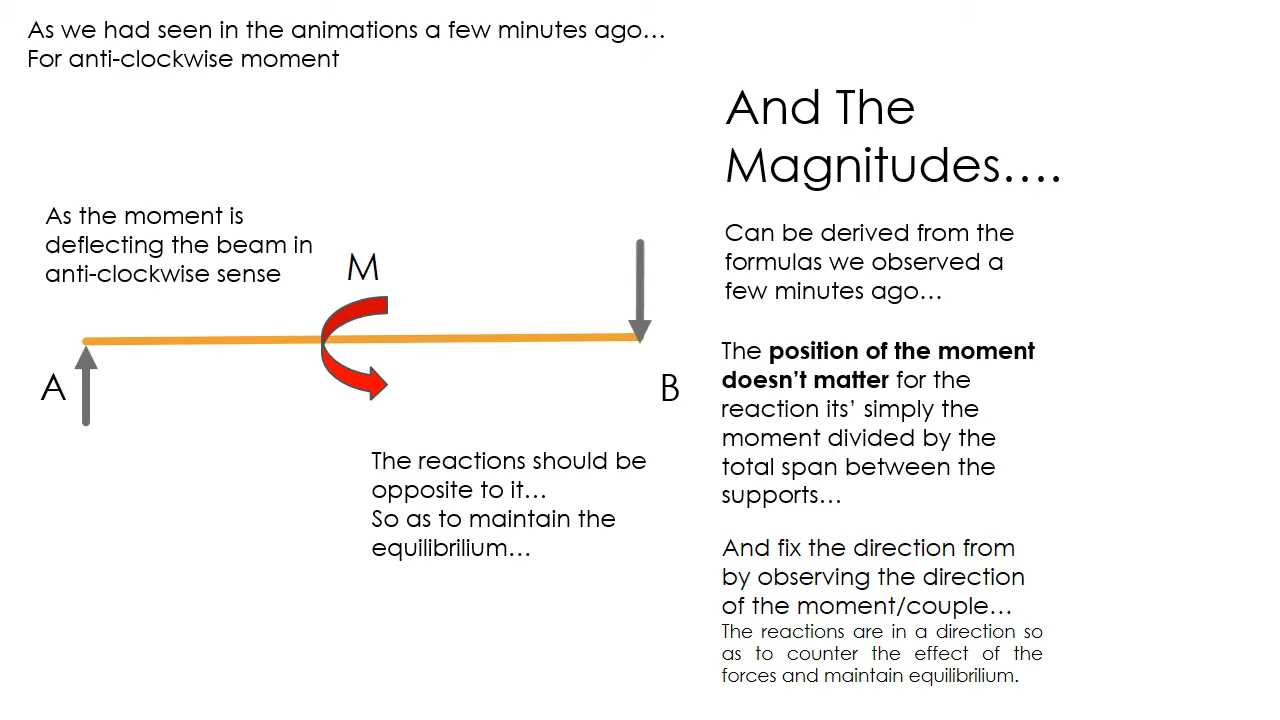 As we had seen in the animations a few minutes ago…
For anti-clockwise moment
And The
Magnitudes….
As the moment is
deflecting the beam in
anti-clockwise sense
M
A
B
The reactions should be
opposite to it…
So as to maintain the
equilibrilium…
Can be derived from the
formulas we observed a
few minutes ago…
The position of the moment
doesn’t matter for the
reaction its’ simply the
moment divided by the
total span between the
supports…
And fix the direction from
by observing the direction
of the moment/couple…
The reactions are in a direction so
as to counter the effect of the
forces and maintain equilibrilium.